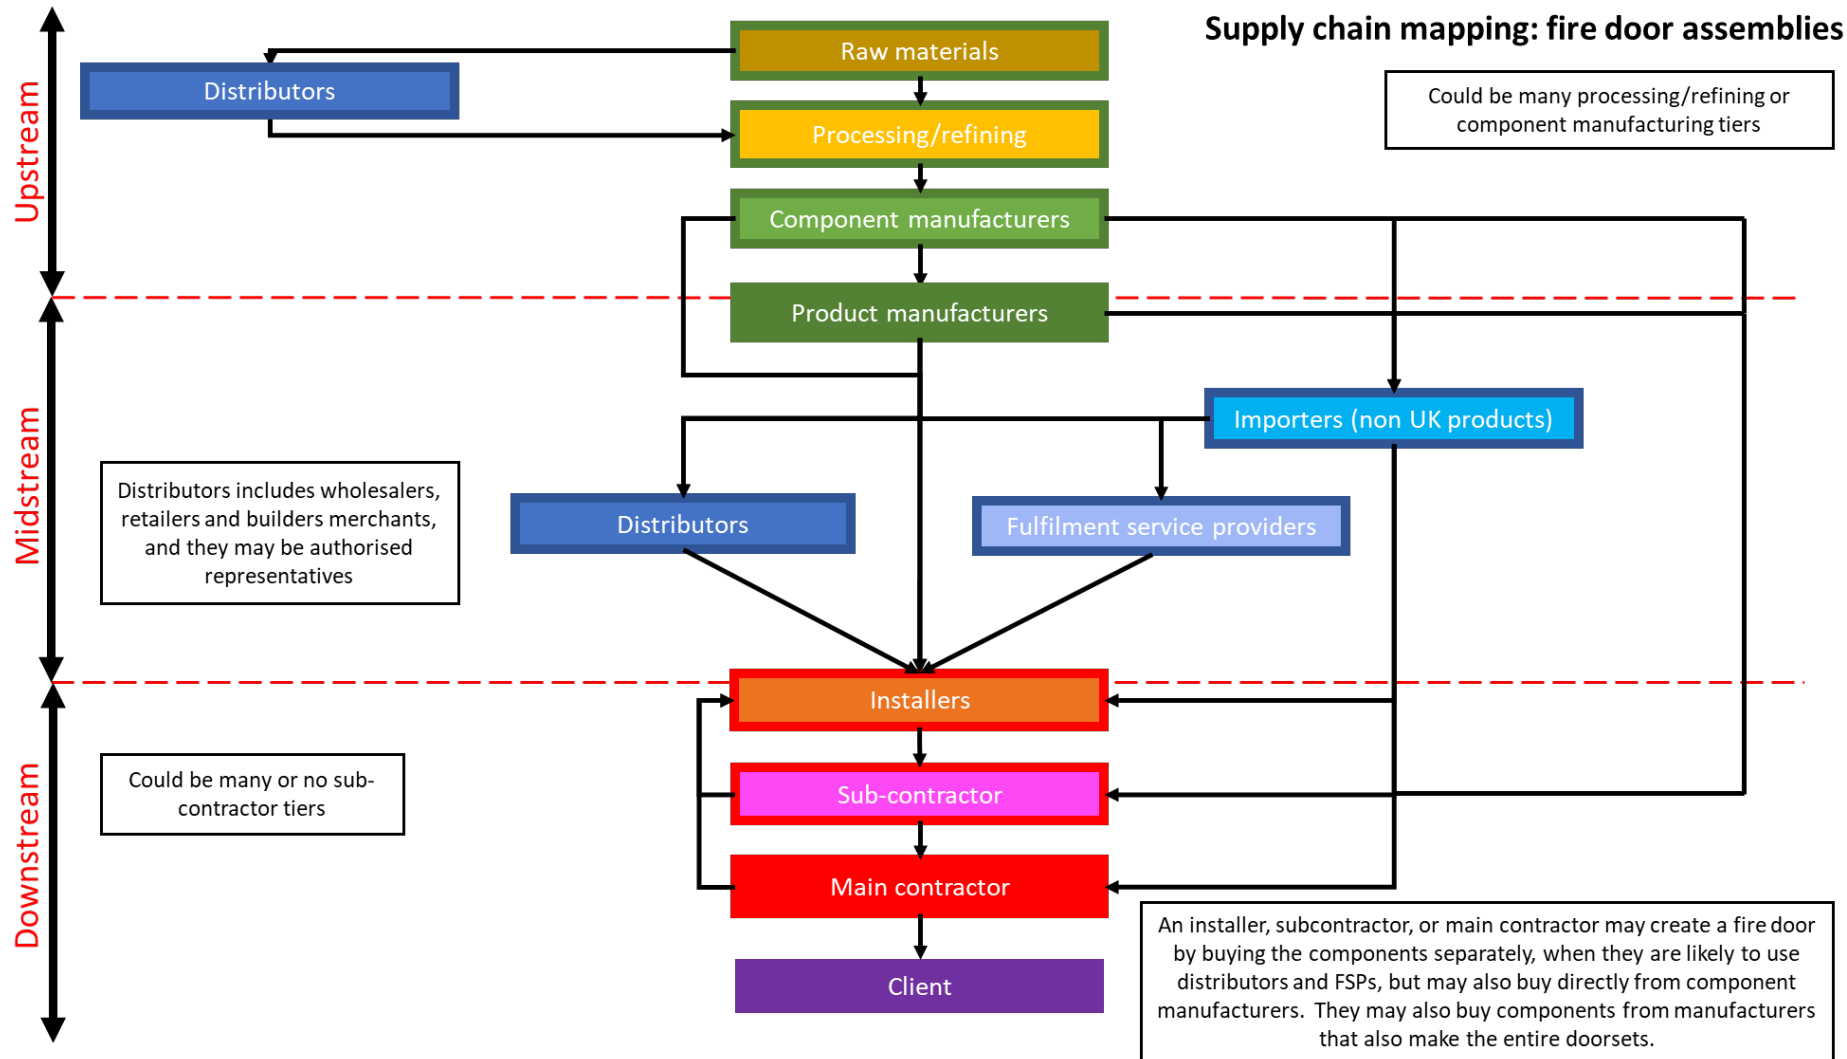 Supply chain mapping: fire door assemblies
Raw materials
Distributors
Could be many processing/refining or
component manufacturing tiers
Processing/refining
Upstream
Component manufacturers
Product manufacturers
Importers (non UK products)
Midstream
Distributors includes wholesalers,
retailers and builders merchants,
and they may be authorised
representatives
Distributors
Fulfilment service providers
Installers
Downstream
Could be many or no sub-
contractor tiers
Sub-contractor
Main contractor
An installer, subcontractor, or main contractor may create a fire door
by buying the components separately, when they are likely to use
distributors and FSPs, but may also buy directly from component
manufacturers. They may also buy components from manufacturers
that also make the entire doorsets.
Client